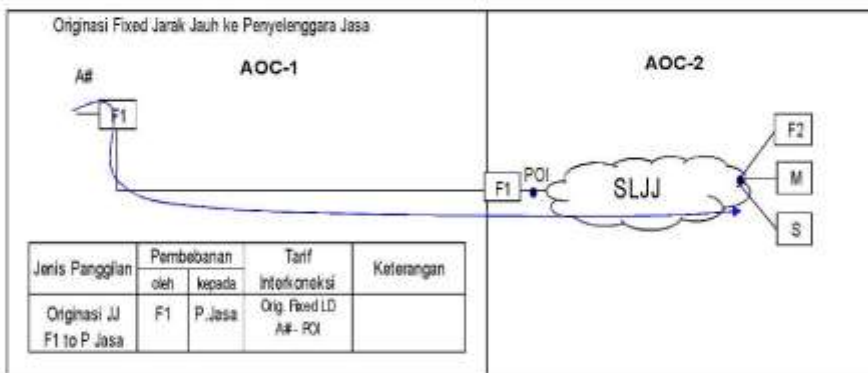 Originasi Fixed Jarak Jauh ke Penyelenggara Jasa
AOC-1
AOC-2
A#
F1
F1
POI
SLJJ
F2
M
S
Jenis Panggilan
Pembebanan
oleh
kepada
Tarif
Interkoneksi
Keterangan
Originasi JJ
F1 to P Jasa
F1
P.Jasa
Orig. Fixed LD
A# - POI